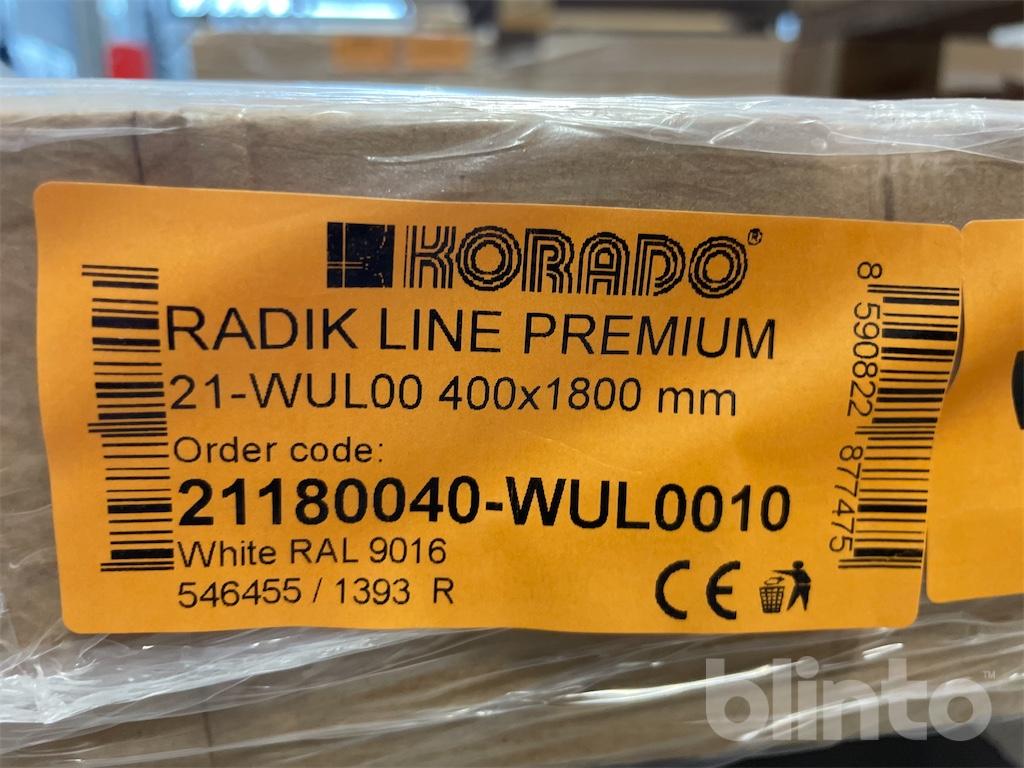 KORADO®
RADIK LINE PREMIUM
21-WUL00 400x1800 mm
Order code:
21180040-WUL0010
White RAL 9016
546455 / 1393 R
CE
8 590822 877475
blinto™